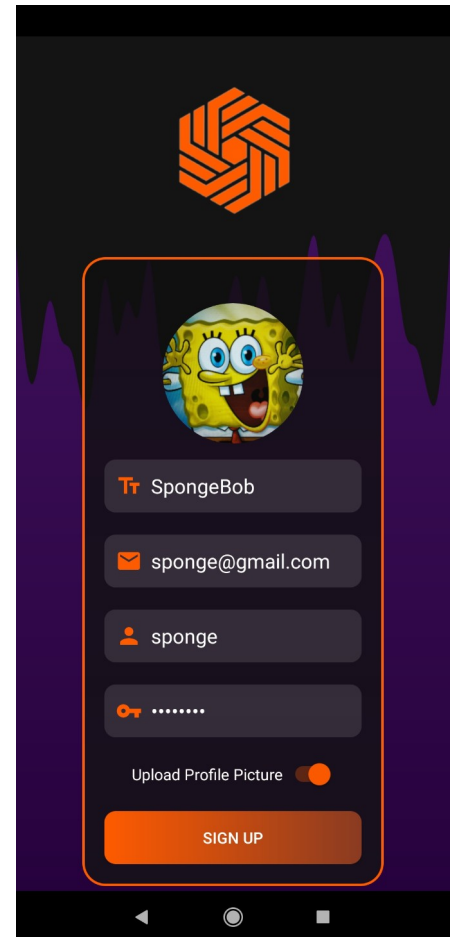 SpongeBob
sponge@gmail.com
sponge
••••••••
Upload Profile Picture
SIGN UP